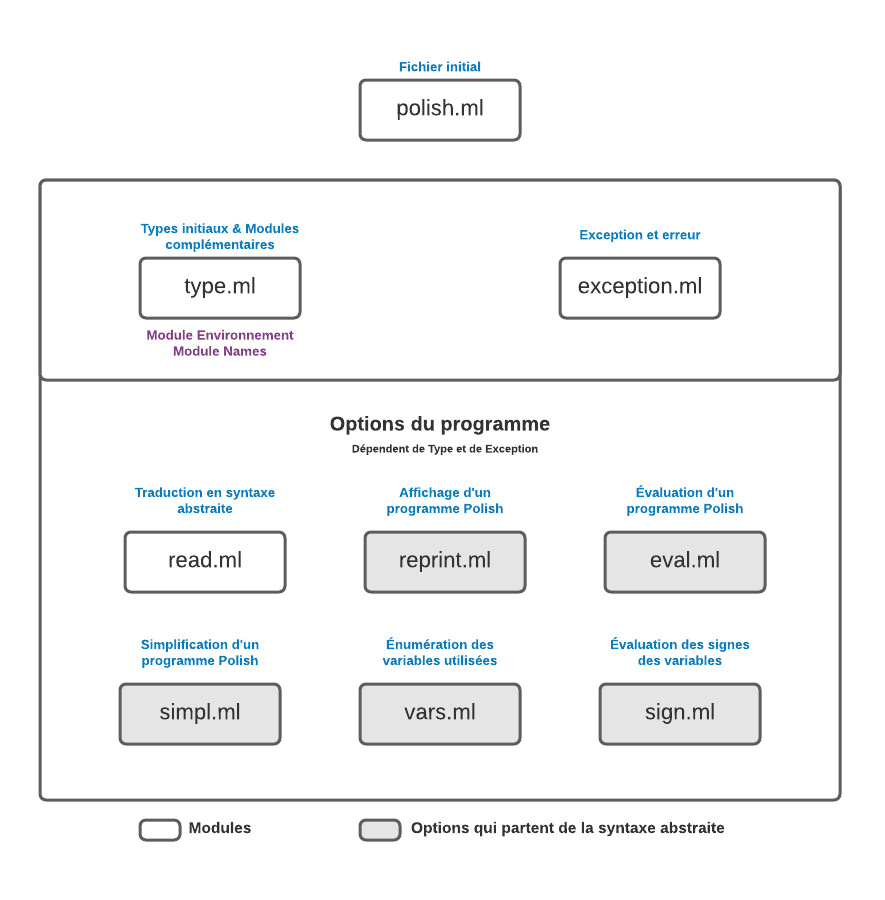 Fichier initial
polish.ml
Types initiaux & Modules
complémentaires
type.ml
Module Environnement
Module Names
Exception et erreur
exception.ml
Options du programme
Dépendent de Type et de Exception
Traduction en syntaxe
abstraite
read.ml
Affichage d'un
programme Polish
reprint.ml
Évaluation d'un
programme Polish
eval.ml
Simplification d'un
programme Polish
simpl.ml
Énumération des
variables utilisées
vars.ml
Évaluation des signes
des variables
sign.ml
Modules
Options qui partent de la syntaxe abstraite